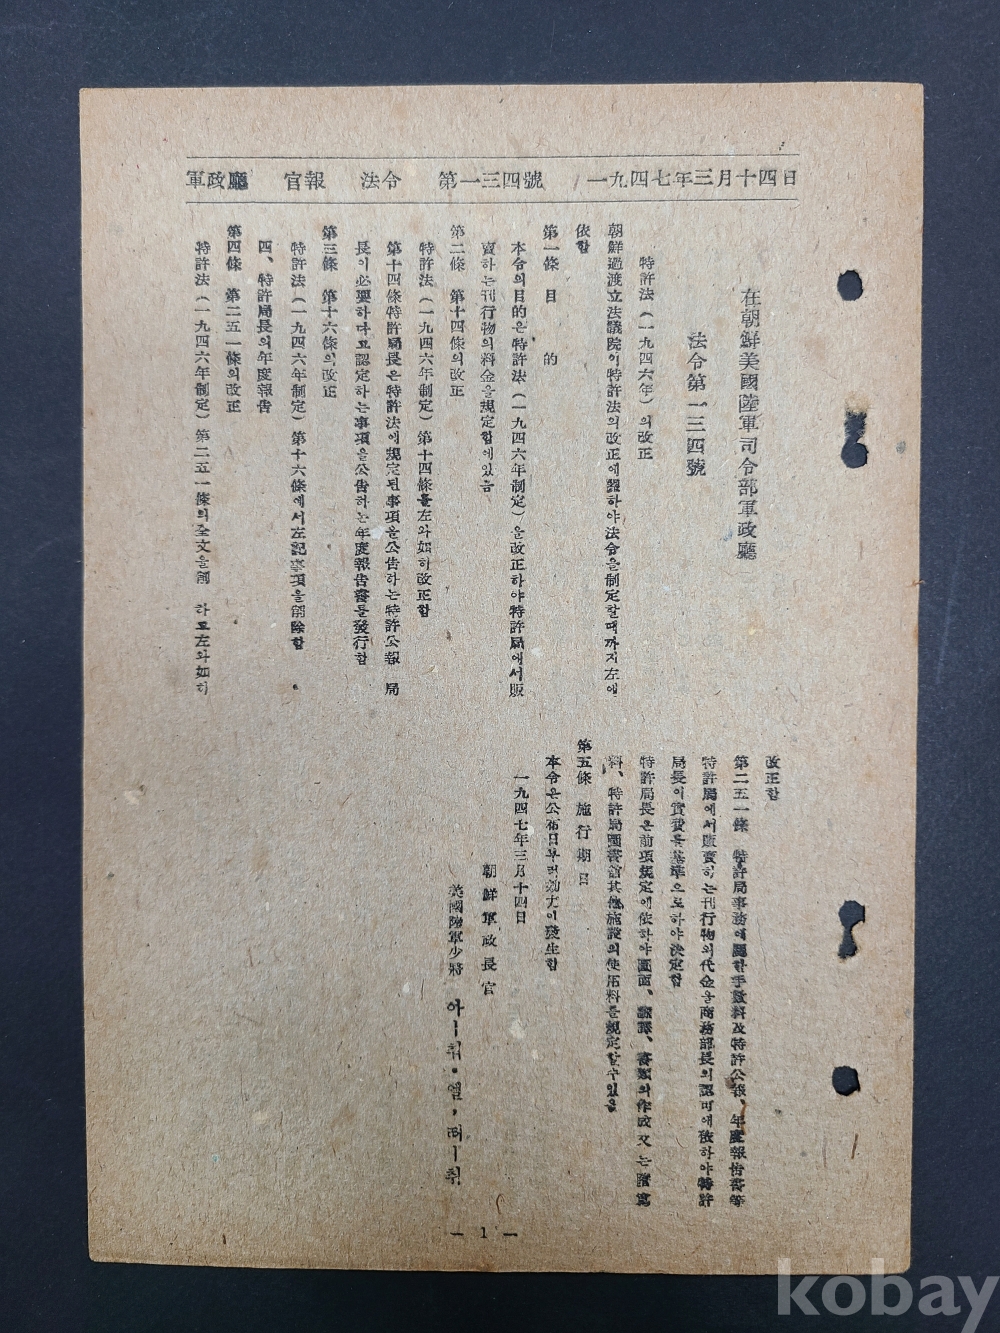 軍政廳 官報 法令 第一三四號 一九四七年三月十四日
在朝鮮美國陸軍司令部軍政廳
法令第一三四號
特許法(一九四六年)의改正
朝鮮過渡立法議院이特許法의改正에關하야法令을制定할때까지左에
依함
第一條 目 的
本令의目的은特許法(一九四六年制定)을改正하야特許局에서販
賣하는刊行物의料金을規定함에있슴
第二條 第十四條의改正
特許法(一九四六年制定)第十四條를左와如히改正함
第十四條特許局長은特許法에規定된事項을公告하는特許公報 局
長이必要하다고認定하는事項을公告하는年度報告書를發行함
第三條 第十六條의改正
特許法(一九四六年制定)第十六條에서左記事項을削除함
四、特許局長의年度報告
第四條 第二五一條의改正
特許法(一九四六年制定)第二五一條의全文을削 하고左와如히
改正함
第二五一條 特許局事務에關한手數料及特許公報、年度報告書等
特許局에서販賣하는刊行物의代金을商務部長의認可에依하야特許
局長이實費를基準으로하야決定함
特許局長은前項規定에依하야圖面、飜譯、書類의作成又는謄寫
料、特許局圖書舘其他施設의使用料를規定할수있음
第五條 施行期日
本令은公布日부터効力이發生함
一九四七年三月十四日
朝鮮軍政長官
美國陸軍少將 아ー취・엘,러ー취
— 1 —
kobay